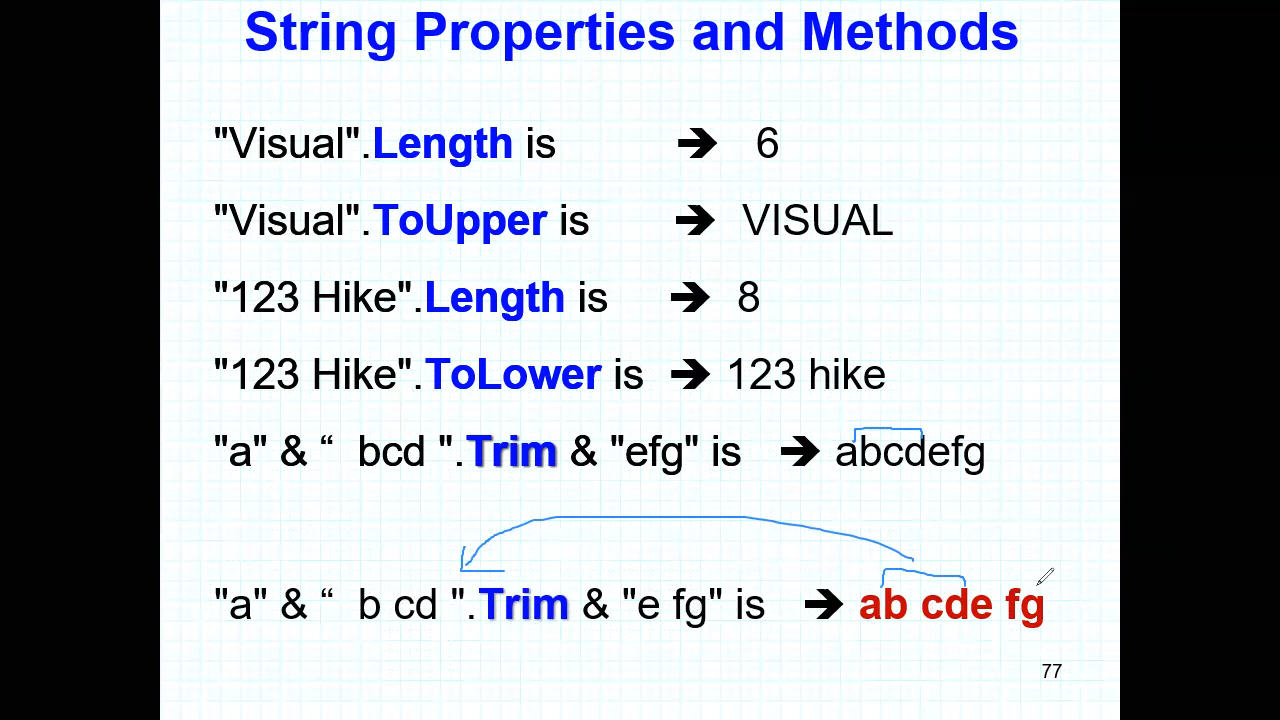 String Properties and Methods
"Visual".Length is ➔ 6
"Visual".ToUpper is ➔ VISUAL
"123 Hike".Length is ➔ 8
"123 Hike".ToLower is ➔ 123 hike
"a" & “ bcd ".Trim & "efg" is ➔ abcdefg
"a" & “ b cd ".Trim & "e fg" is ➔ ab cde fg
77